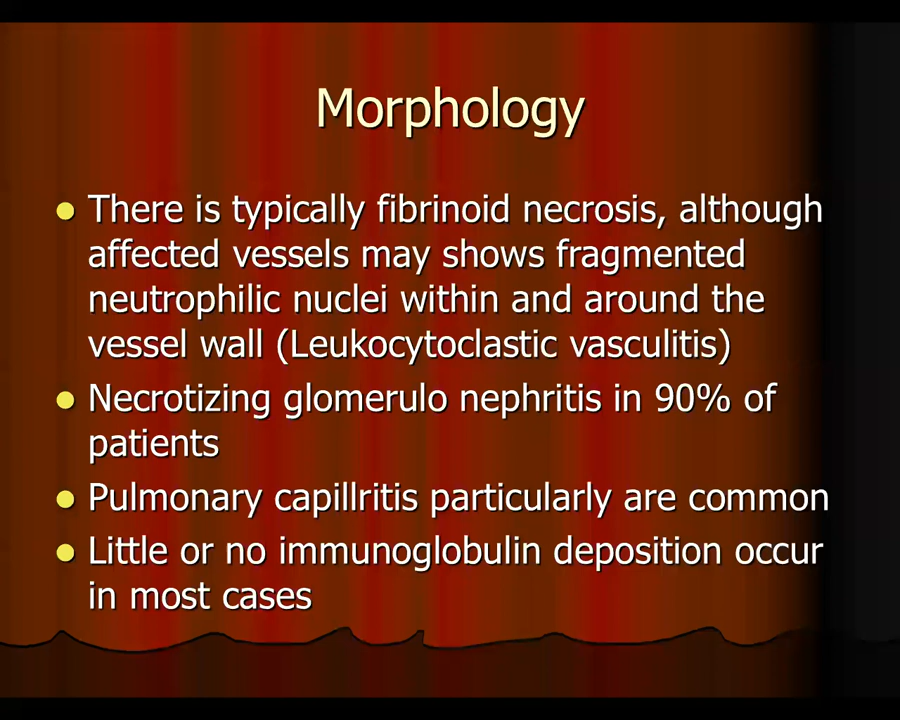 Morphology
There is typically fibrinoid necrosis, although
affected vessels may shows fragmented
neutrophilic nuclei within and around the
vessel wall (Leukocytoclastic vasculitis)
Necrotizing glomerulo nephritis in 90% of
patients
Pulmonary capillritis particularly are common
Little or no immunoglobulin deposition occur
in most cases